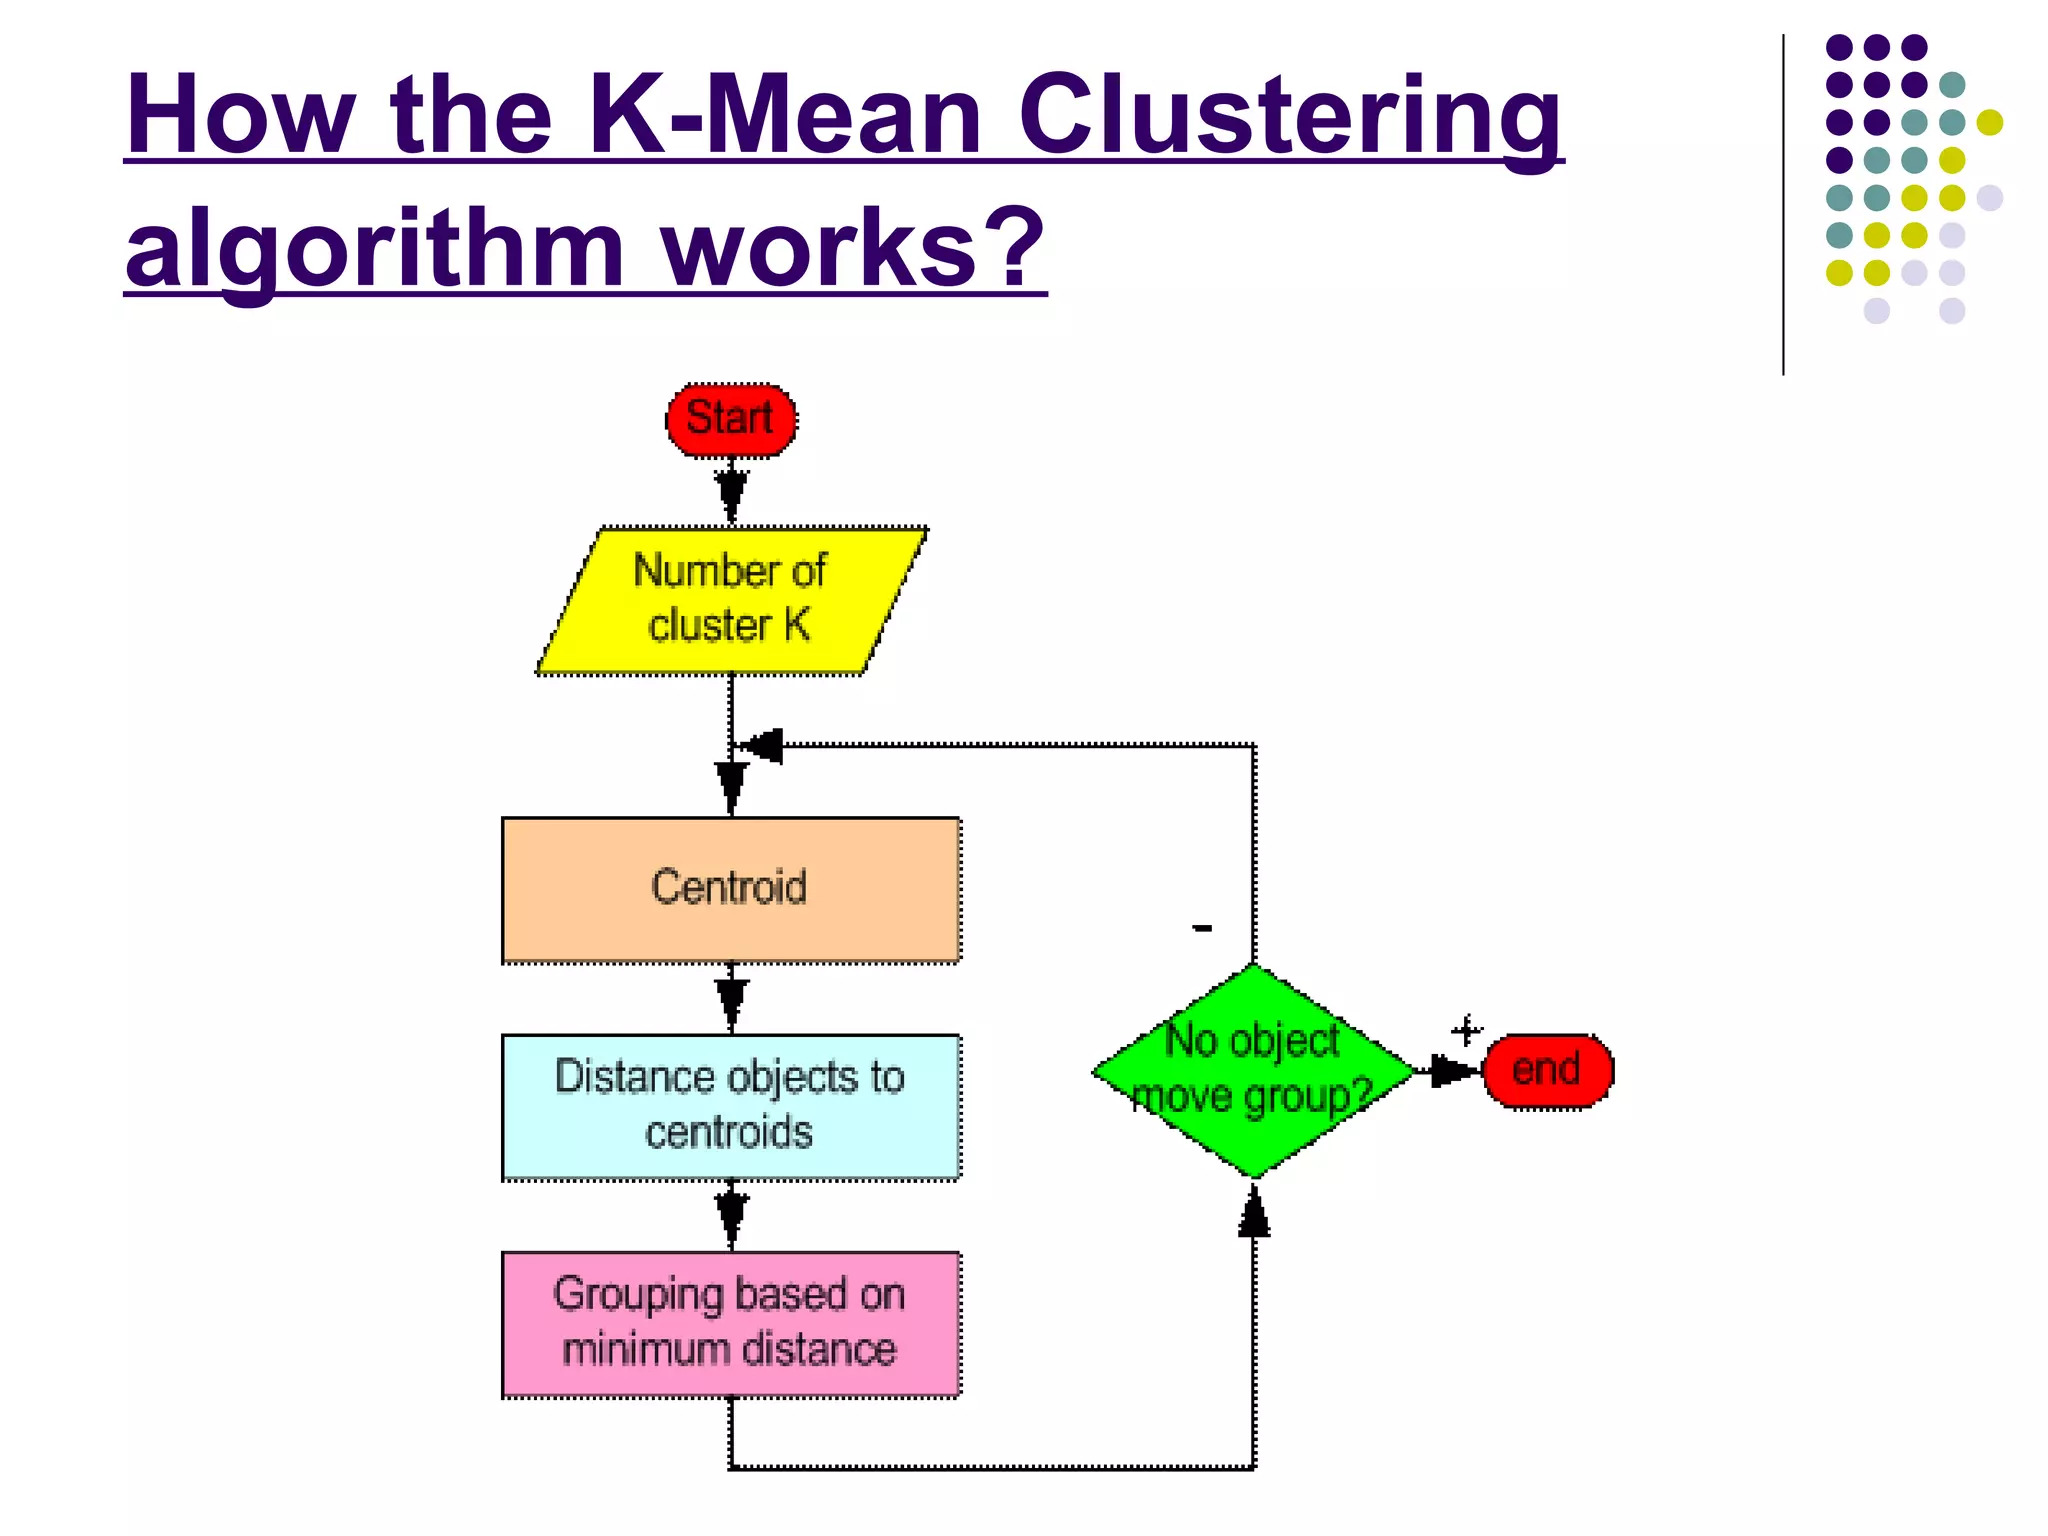 How the K-Mean Clustering
algorithm works?
Start
Number of
cluster K
Centroid
-
No object
move group?
+
end
Distance objects to
centroids
Grouping based on
minimum distance